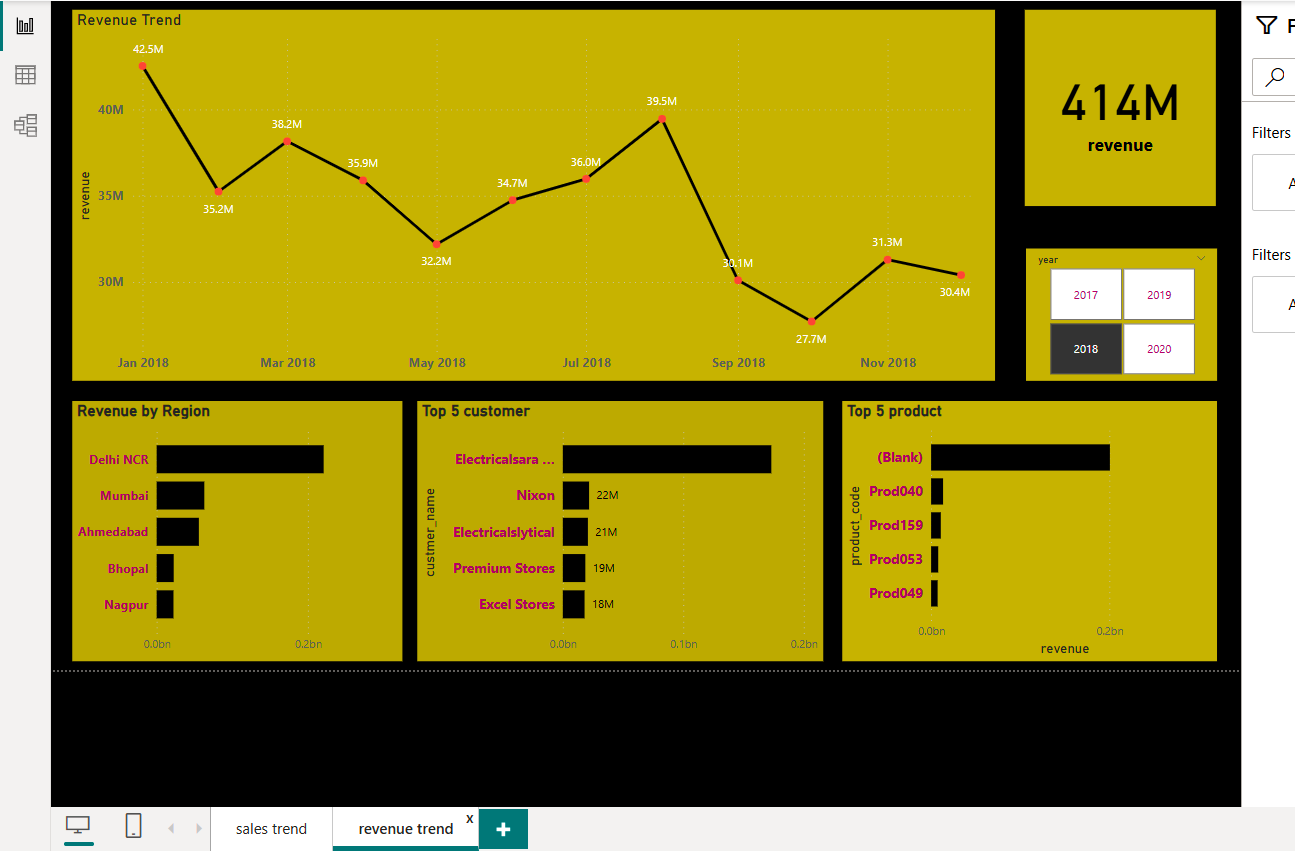 Revenue Trend
42.5M
35.2M
38.2M
35.9M
32.2M
34.7M
36.0M
39.5M
30.1M
27.7M
31.3M
30.4M
40M
35M
30M
revenue
Jan 2018
Mar 2018
May 2018
Jul 2018
Sep 2018
Nov 2018
414M
revenue
year
2017
2019
2018
2020
F
Filters
A
Filters
A
Revenue by Region
Delhi NCR
Mumbai
Ahmedabad
Bhopal
Nagpur
0.0bn
0.2bn
Top 5 customer
custmer_name
Electricalsara ...
Nixon
22M
Electricalslytical
21M
Premium Stores
19M
Excel Stores
18M
0.0bn
0.1bn
0.2bn
Top 5 product
product_code
(Blank)
Prod040
Prod159
Prod053
Prod049
0.0bn
0.2bn
revenue
sales trend
revenue trend
x
+